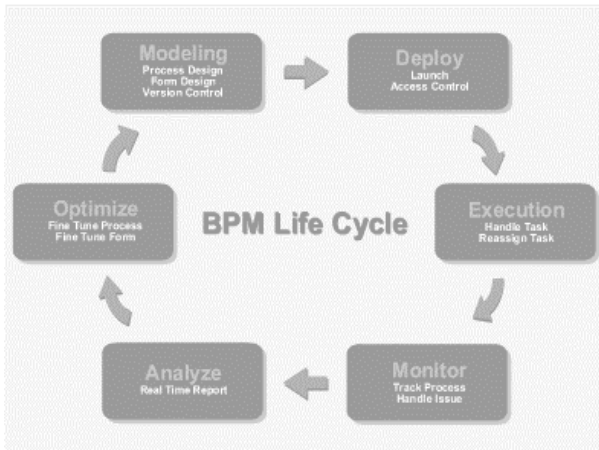 Modeling
Process Design
Form Design
Version Control
Deploy
Launch
Access Control
Optimize
Fine Tune Process
Fine Tune Form
BPM Life Cycle
Execution
Handle Task
Reassign Task
Analyze
Real Time Report
Monitor
Track Process
Handle Issue